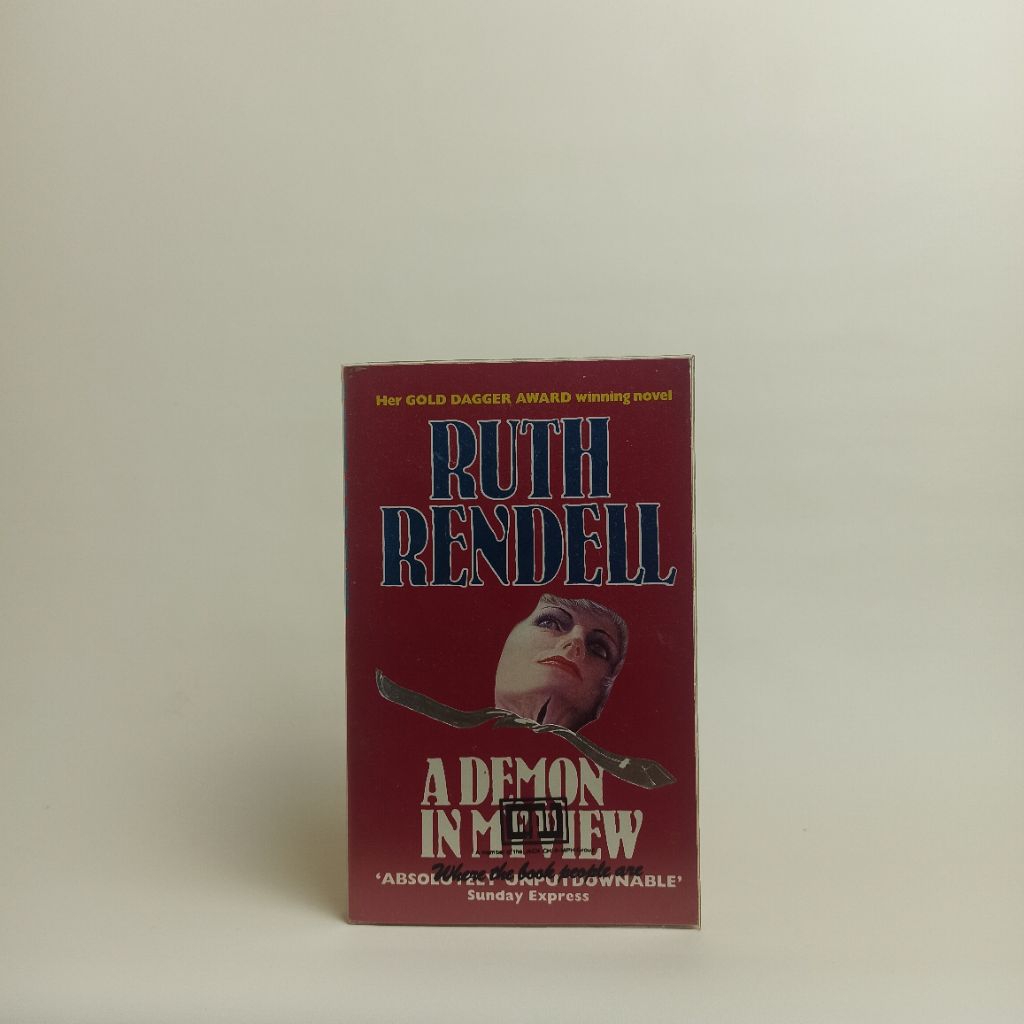 Her GOLD DAGGER AWARD winning novel
RUTH
RENDELL
A DEMON
IN MY VIEW
Where the book people are
'ABSOLUTELY UNPUTDOWNABLE'
Sunday Express